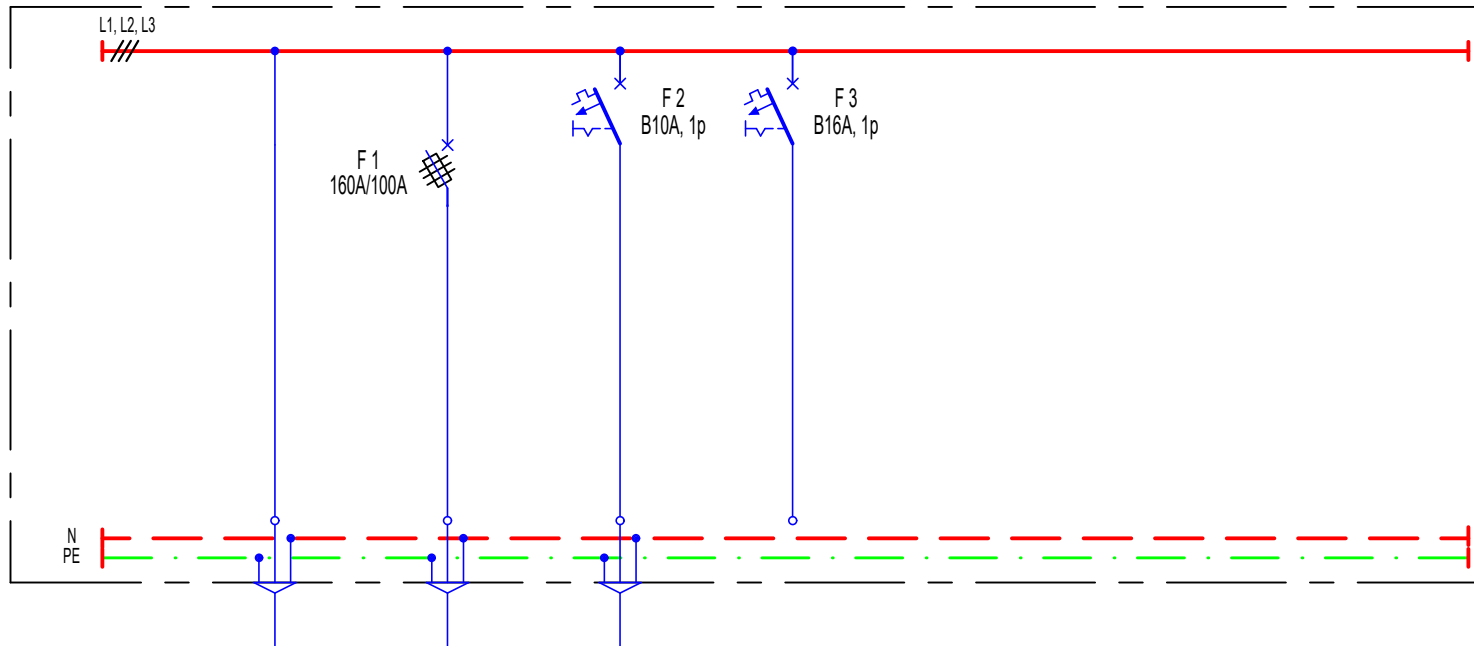 L1, L2, L3
F 1
160A/100A
F 2
B10A, 1p
F 3
B16A, 1p
N
PE